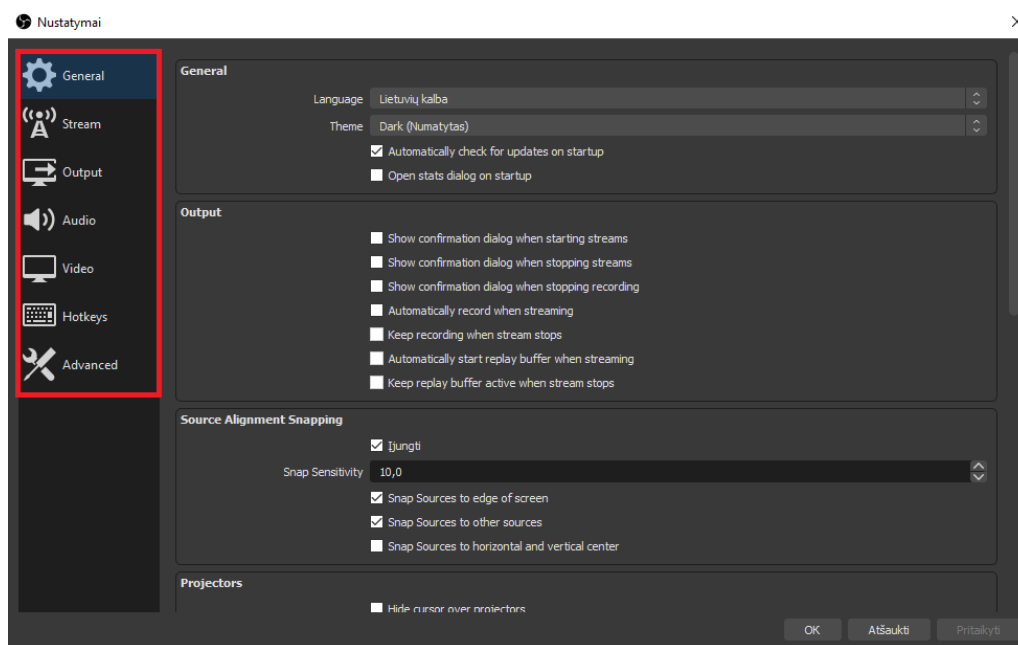 Nustatymai
General
Stream
Output
Audio
Video
Hotkeys
Advanced
General
Language Lietuvių kalba
Theme Dark (Numatytas)
Automatically check for updates on startup
Open stats dialog on startup
Output
Show confirmation dialog when starting streams
Show confirmation dialog when stopping streams
Show confirmation dialog when stopping recording
Automatically record when streaming
Keep recording when stream stops
Automatically start replay buffer when streaming
Keep replay buffer active when stream stops
Source Alignment Snapping
Įjungti
Snap Sensitivity 10,0
Snap Sources to edge of screen
Snap Sources to other sources
Snap Sources to horizontal and vertical center
Projectors
Hide cursor over projectors
OK Atšaukti Pritaikyti